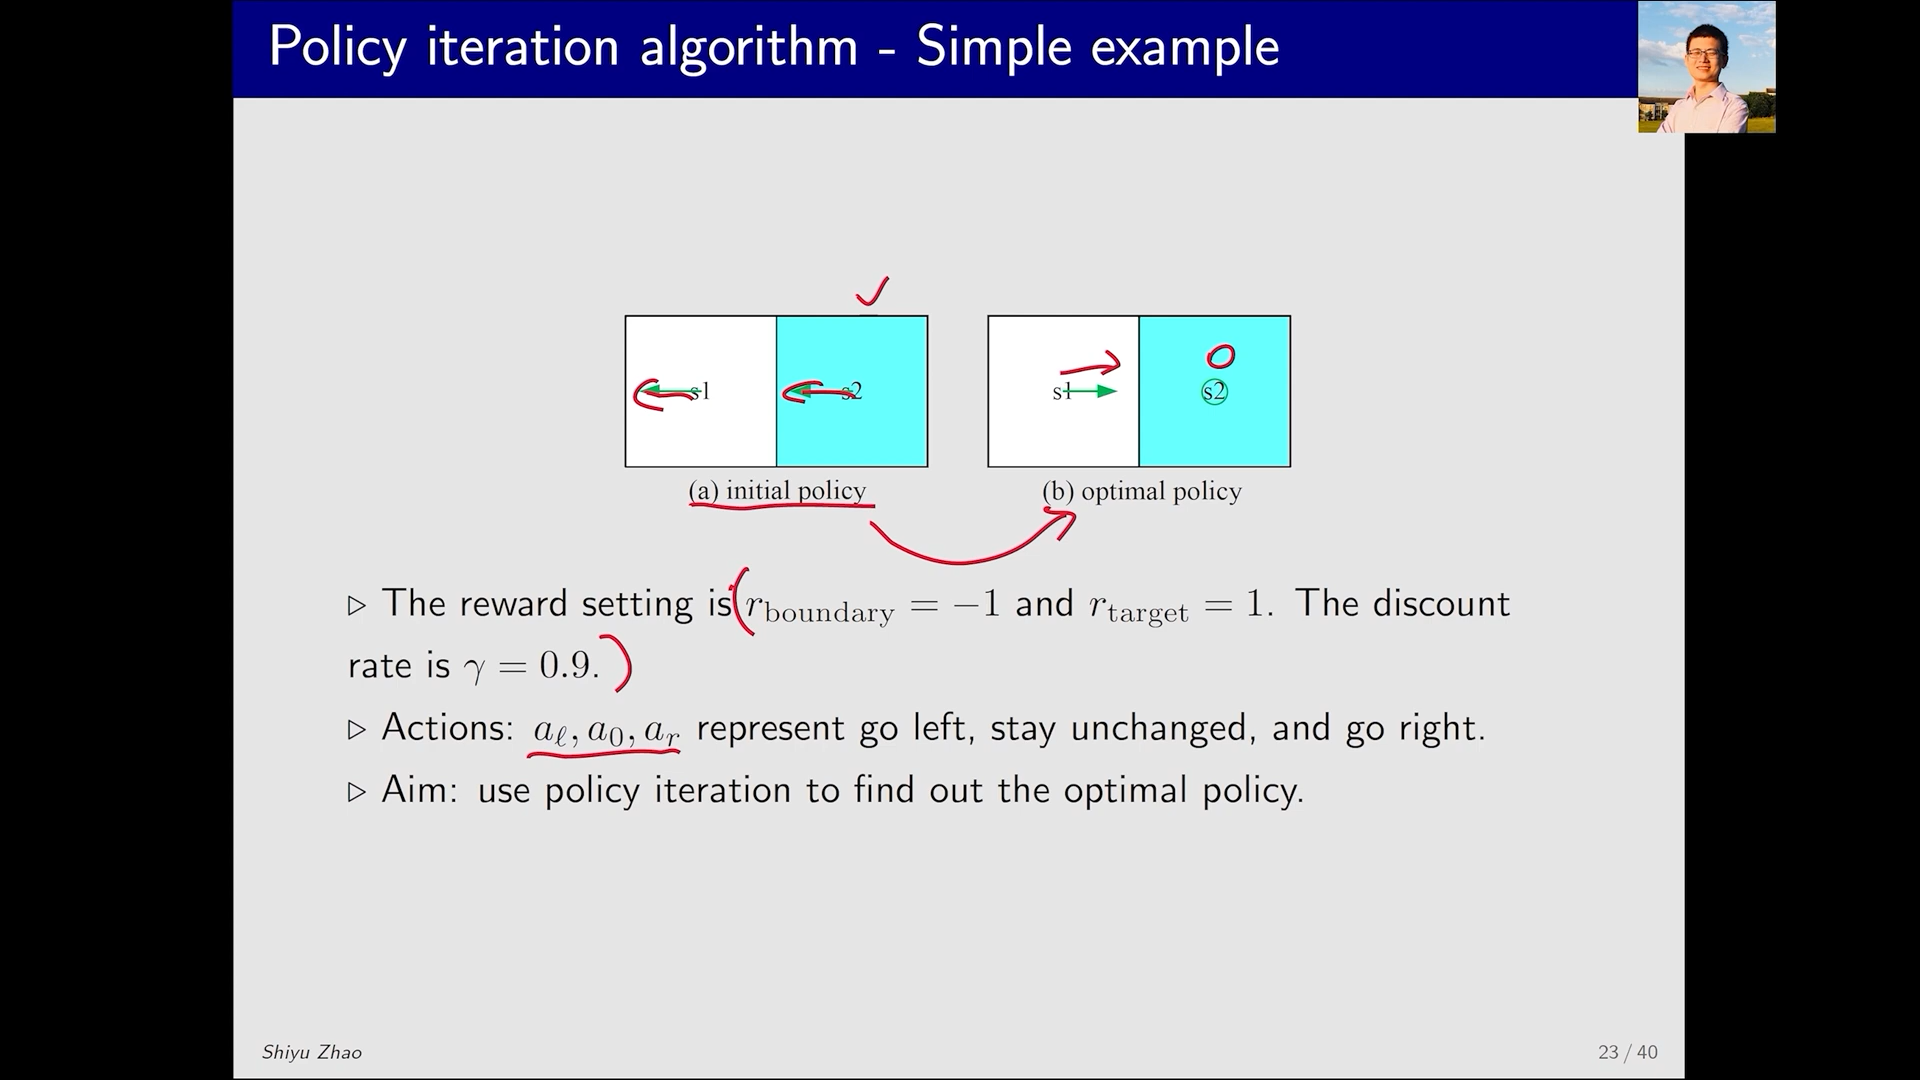 Policy iteration algorithm - Simple example
s1 s2 s1 s2
(a) initial policy (b) optimal policy
▷ The reward setting is r_boundary = −1 and r_target = 1. The discount
rate is γ = 0.9.
▷ Actions: a_ℓ, a_0, a_r represent go left, stay unchanged, and go right.
▷ Aim: use policy iteration to find out the optimal policy.
Shiyu Zhao 23 / 40